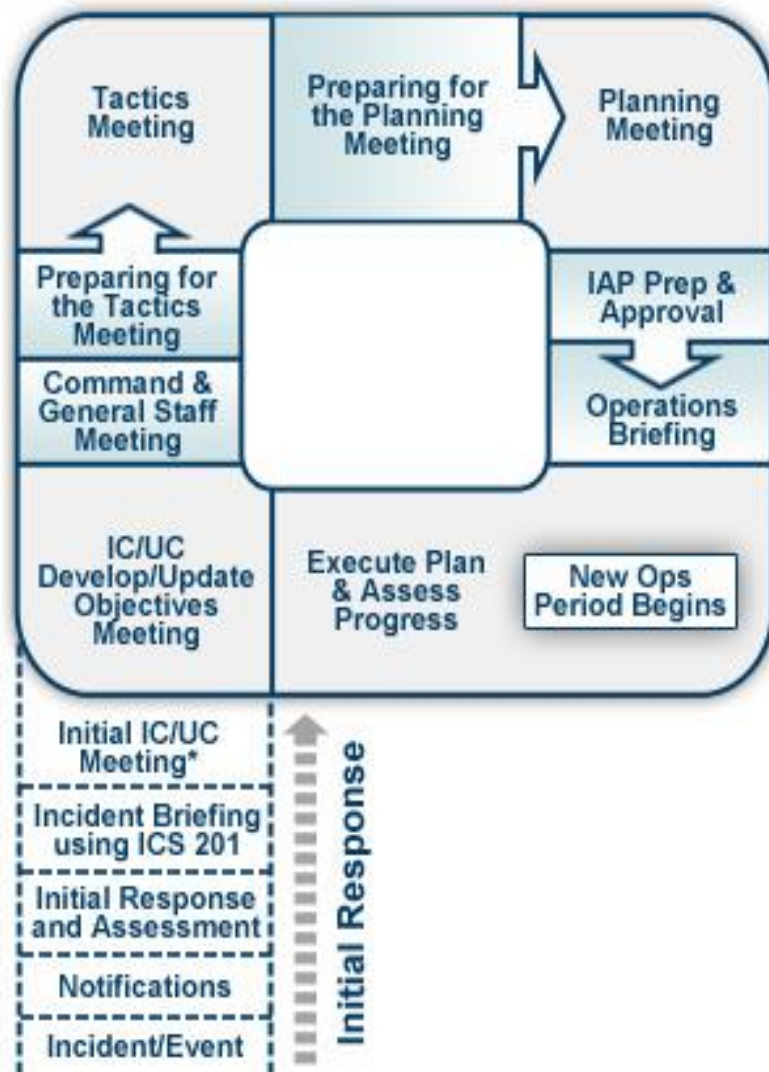 Tactics
Meeting
Preparing for
the Planning
Meeting
Planning
Meeting
Preparing for
the Tactics
Meeting
IAP Prep &
Approval
Command &
General Staff
Meeting
Operations
Briefing
IC/UC
Develop/Update
Objectives
Meeting
Execute Plan
& Assess
Progress
New Ops
Period Begins
Initial IC/UC
Meeting*
Incident Briefing
using ICS 201
Initial Response
and Assessment
Notifications
Incident/Event
Initial Response